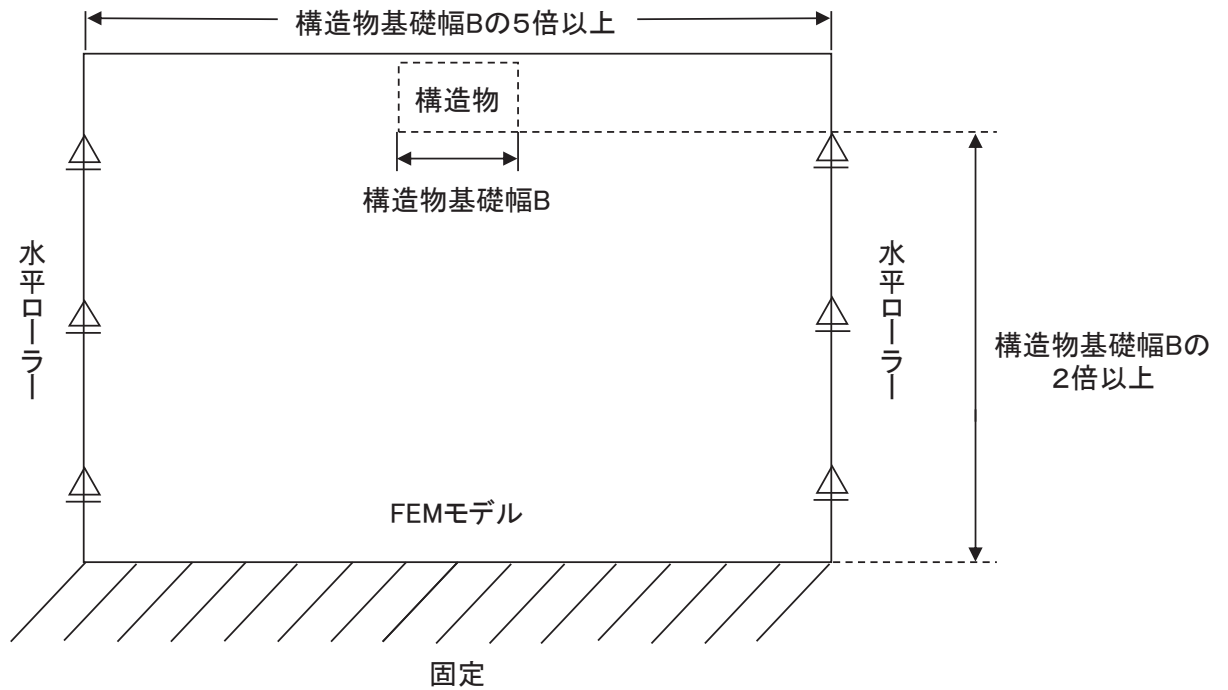 構造物基礎幅Bの５倍以上
構造物
構造物基礎幅B
水平ローラー
水平ローラー
構造物基礎幅Bの
２倍以上
FEMモデル
固定